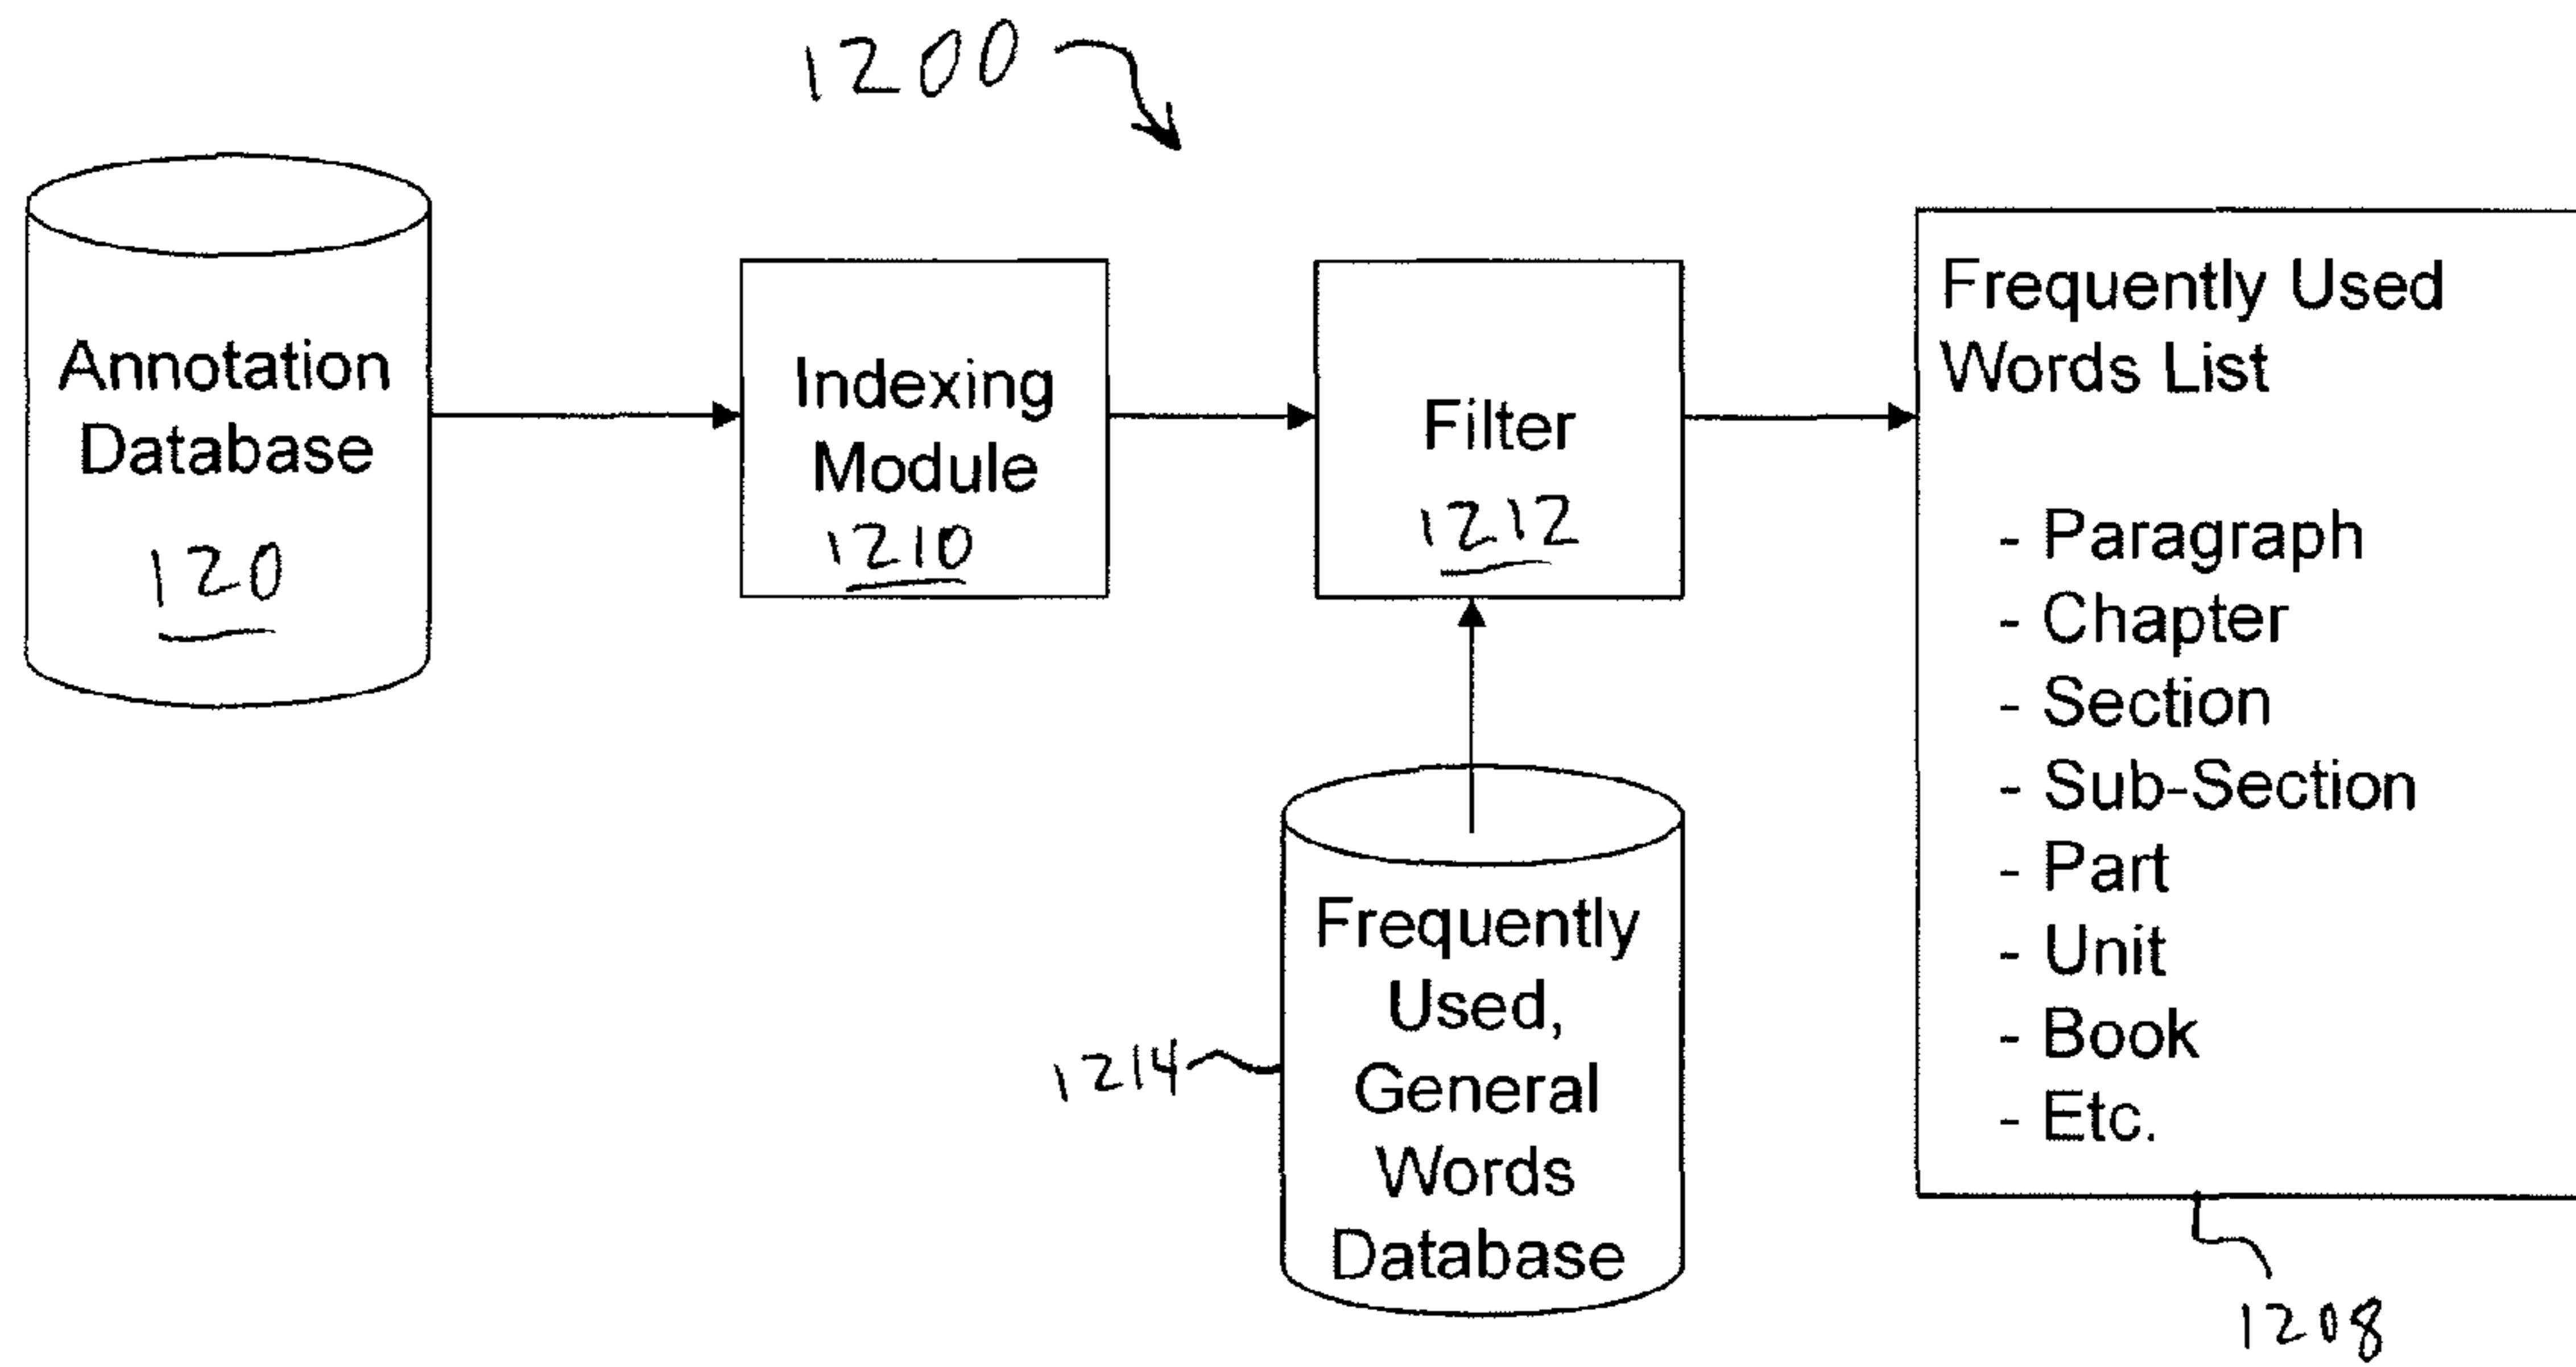 1200
Annotation
Database
120
Indexing
Module
1210
Filter
1212
Frequently
Used,
General
Words
Database
1214
Frequently Used
Words List
- Paragraph
- Chapter
- Section
- Sub-Section
- Part
- Unit
- Book
- Etc.
1208